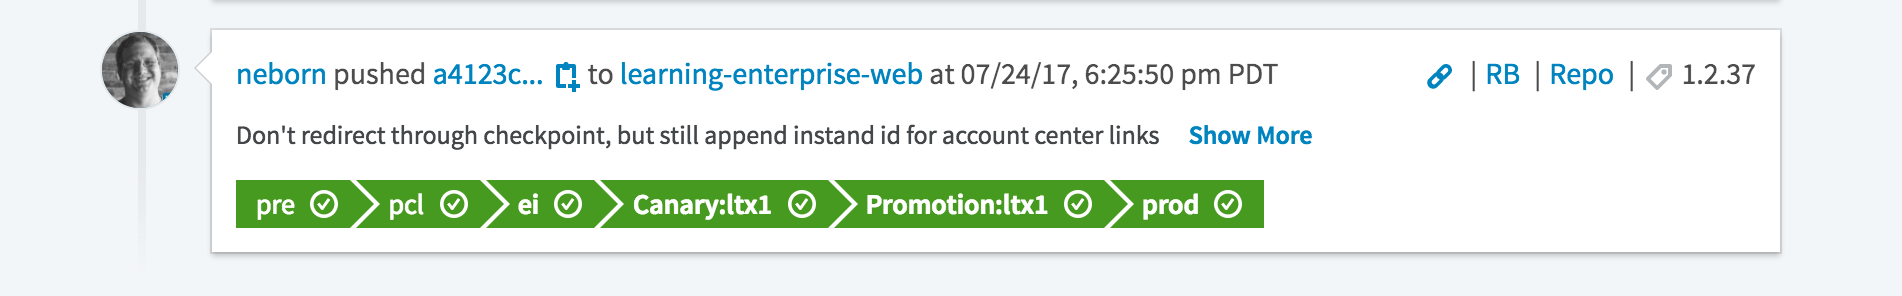 neborn pushed a4123c... to learning-enterprise-web at 07/24/17, 6:25:50 pm PDT | RB | Repo | 1.2.37
Don't redirect through checkpoint, but still append instand id for account center links Show More
pre pcl ei Canary:ltx1 Promotion:ltx1 prod